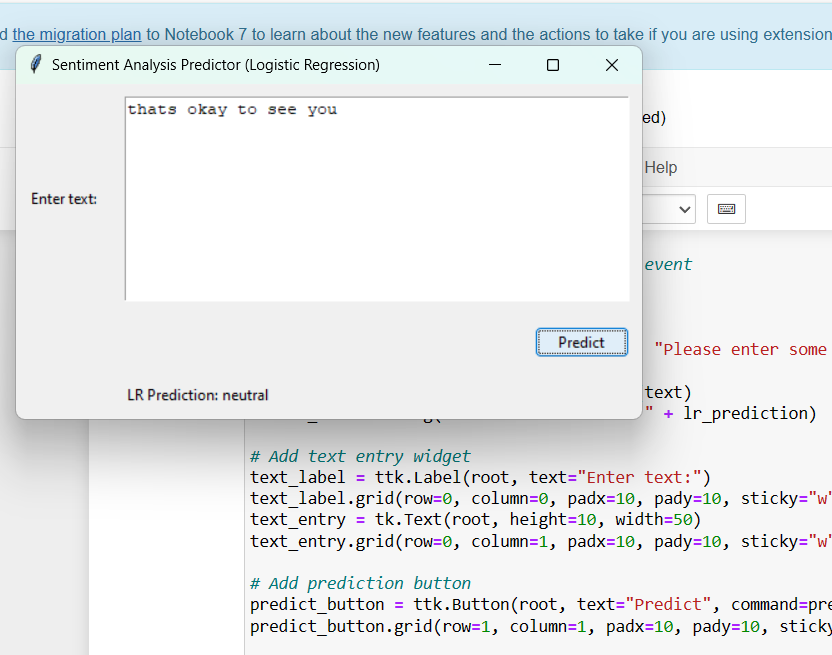 d the migration plan to Notebook 7 to learn about the new features and the actions to take if you are using extension
Sentiment Analysis Predictor (Logistic Regression)
thats okay to see you
ed)
Enter text:
Help
event
Predict
"Please enter some
LR Prediction: neutral
text)
" + lr_prediction)
# Add text entry widget
text_label = ttk.Label(root, text="Enter text:")
text_label.grid(row=0, column=0, padx=10, pady=10, sticky="w"
text_entry = tk.Text(root, height=10, width=50)
text_entry.grid(row=0, column=1, padx=10, pady=10, sticky="w"
# Add prediction button
predict_button = ttk.Button(root, text="Predict", command=pre
predict_button.grid(row=1, column=1, padx=10, pady=10, sticky